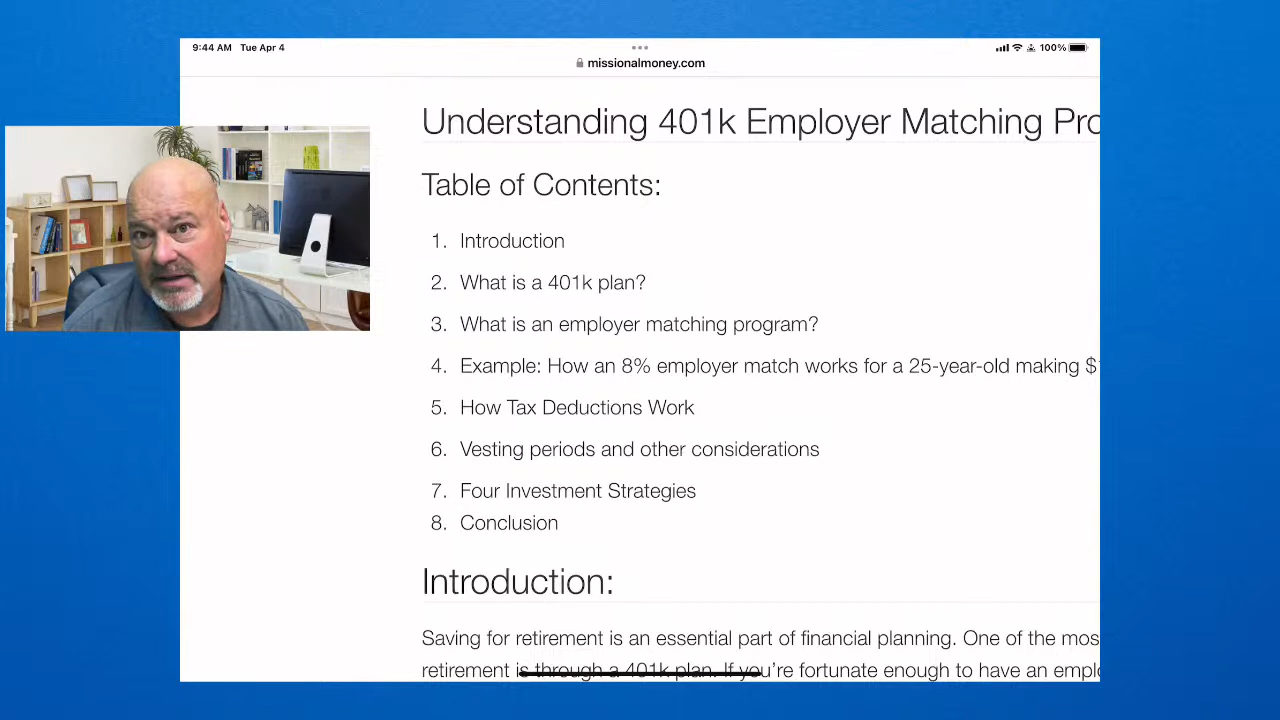 9:44 AM Tue Apr 4
100%
missionalmoney.com
Understanding 401k Employer Matching
Table of Contents:
1. Introduction
2. What is a 401k plan?
3. What is an employer matching program?
4. Example: How an 8% employer match works for a 25-year-old making
5. How Tax Deductions Work
6. Vesting periods and other considerations
7. Four Investment Strategies
8. Conclusion
Introduction:
Saving for retirement is an essential part of financial planning. One of the
retirement is through a 401k plan. If you're fortunate enough to have an